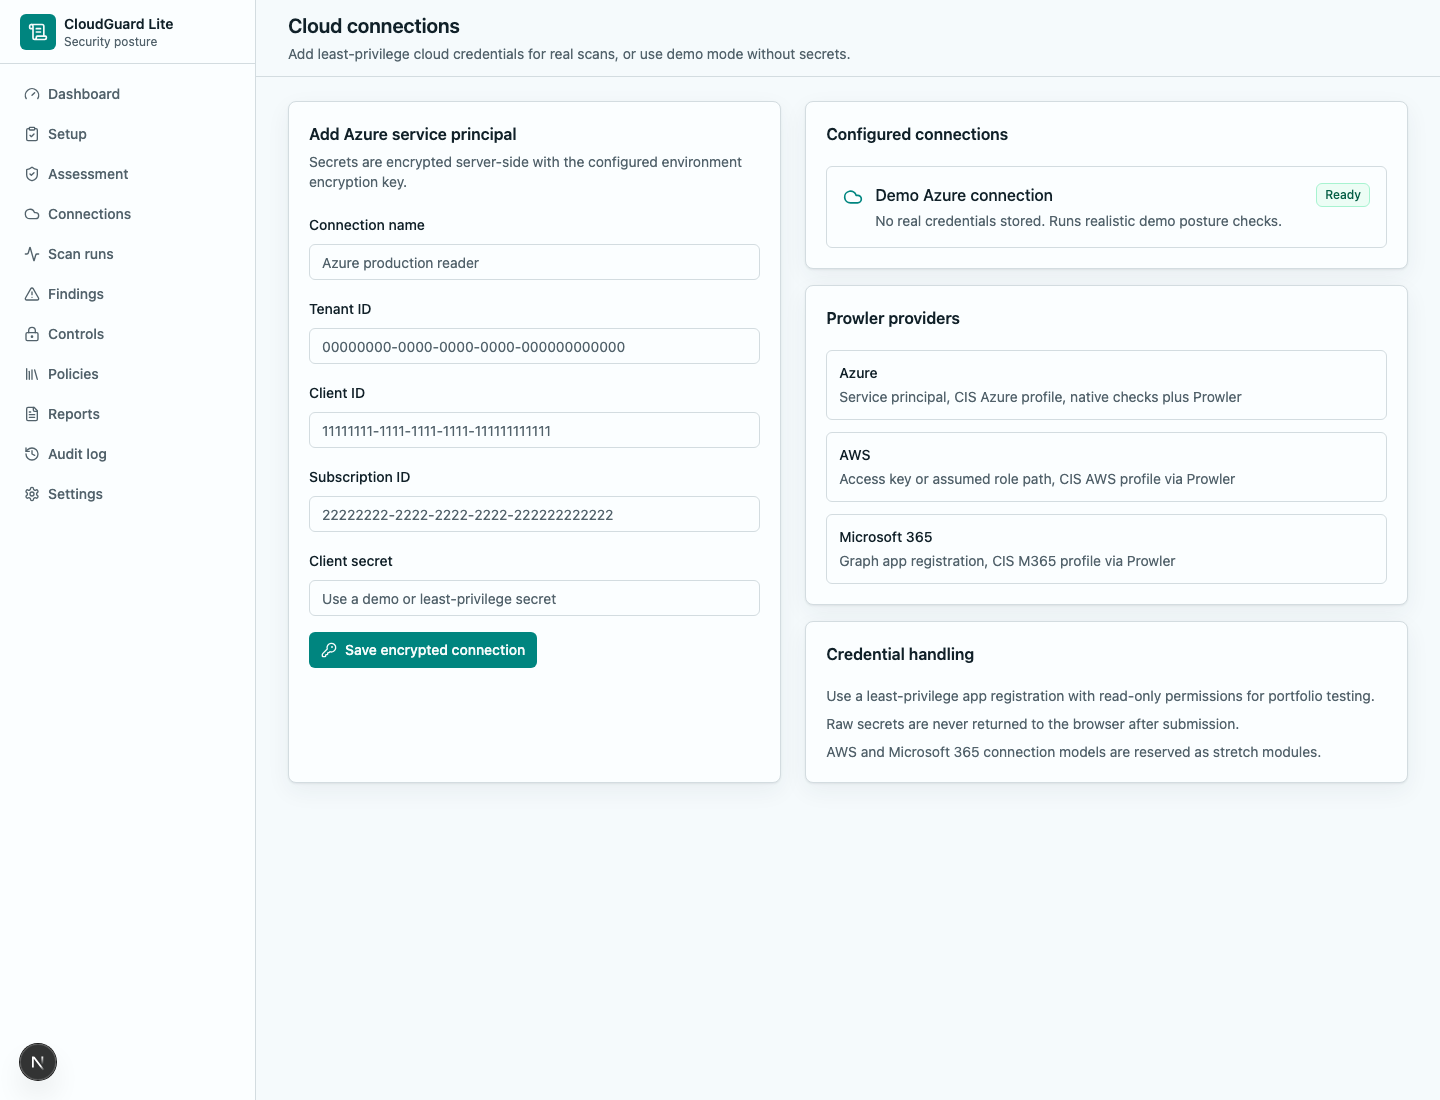 CloudGuard Lite
Security posture
Dashboard
Setup
Assessment
Connections
Scan runs
Findings
Controls
Policies
Reports
Audit log
Settings
N
Cloud connections
Add least-privilege cloud credentials for real scans, or use demo mode without secrets.
Add Azure service principal
Secrets are encrypted server-side with the configured environment
encryption key.
Connection name
Azure production reader
Tenant ID
00000000-0000-0000-0000-000000000000
Client ID
11111111-1111-1111-1111-111111111111
Subscription ID
22222222-2222-2222-2222-222222222222
Client secret
Use a demo or least-privilege secret
Save encrypted connection
Configured connections
Demo Azure connection
Ready
No real credentials stored. Runs realistic demo posture checks.
Prowler providers
Azure
Service principal, CIS Azure profile, native checks plus Prowler
AWS
Access key or assumed role path, CIS AWS profile via Prowler
Microsoft 365
Graph app registration, CIS M365 profile via Prowler
Credential handling
Use a least-privilege app registration with read-only permissions for portfolio testing.
Raw secrets are never returned to the browser after submission.
AWS and Microsoft 365 connection models are reserved as stretch modules.